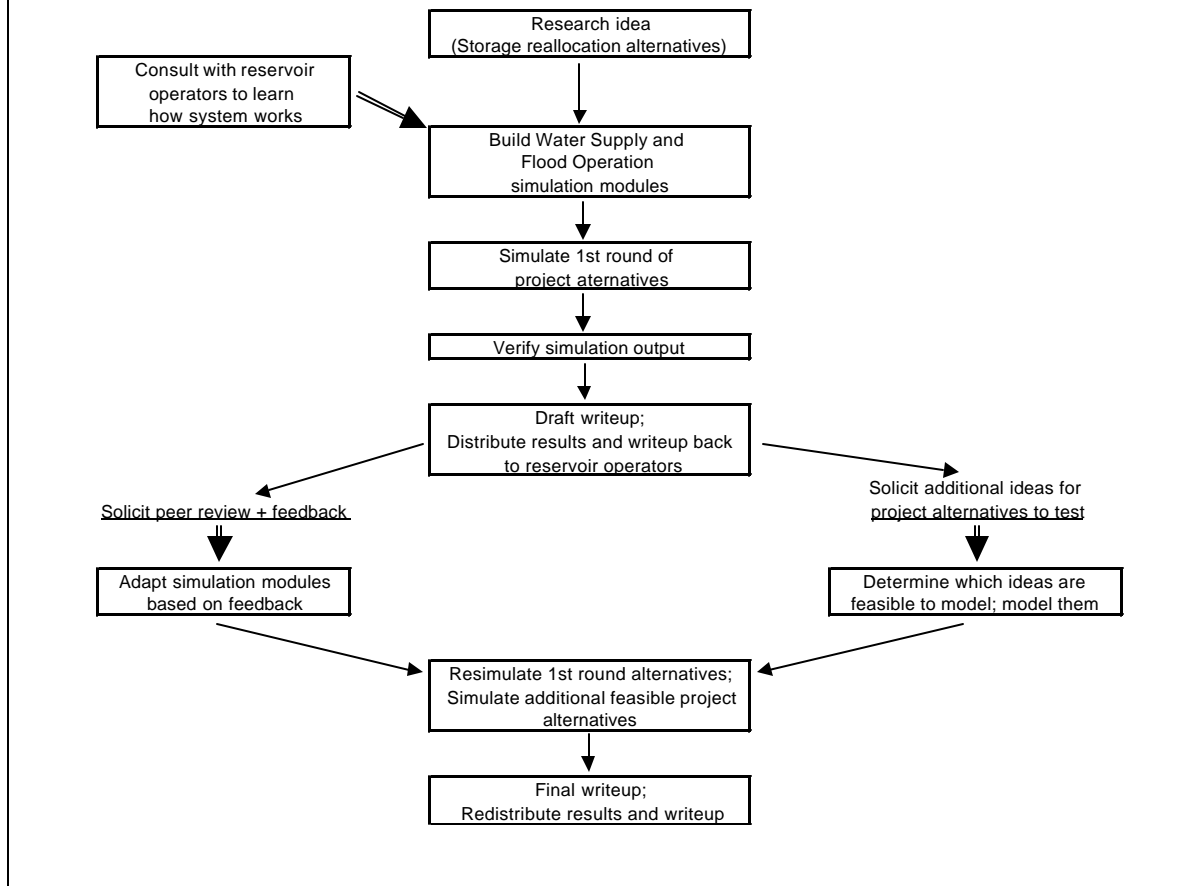 Research idea
(Storage reallocation alternatives)
Consult with reservoir
operators to learn
how system works
Build Water Supply and
Flood Operation
simulation modules
Simulate 1st round of
project aternatives
Verify simulation output
Draft writeup;
Distribute results and writeup back
to reservoir operators
Solicit peer review + feedback
Solicit additional ideas for
project alternatives to test
Adapt simulation modules
based on feedback
Determine which ideas are
feasible to model; model them
Resimulate 1st round alternatives;
Simulate additional feasible project
alternatives
Final writeup;
Redistribute results and writeup